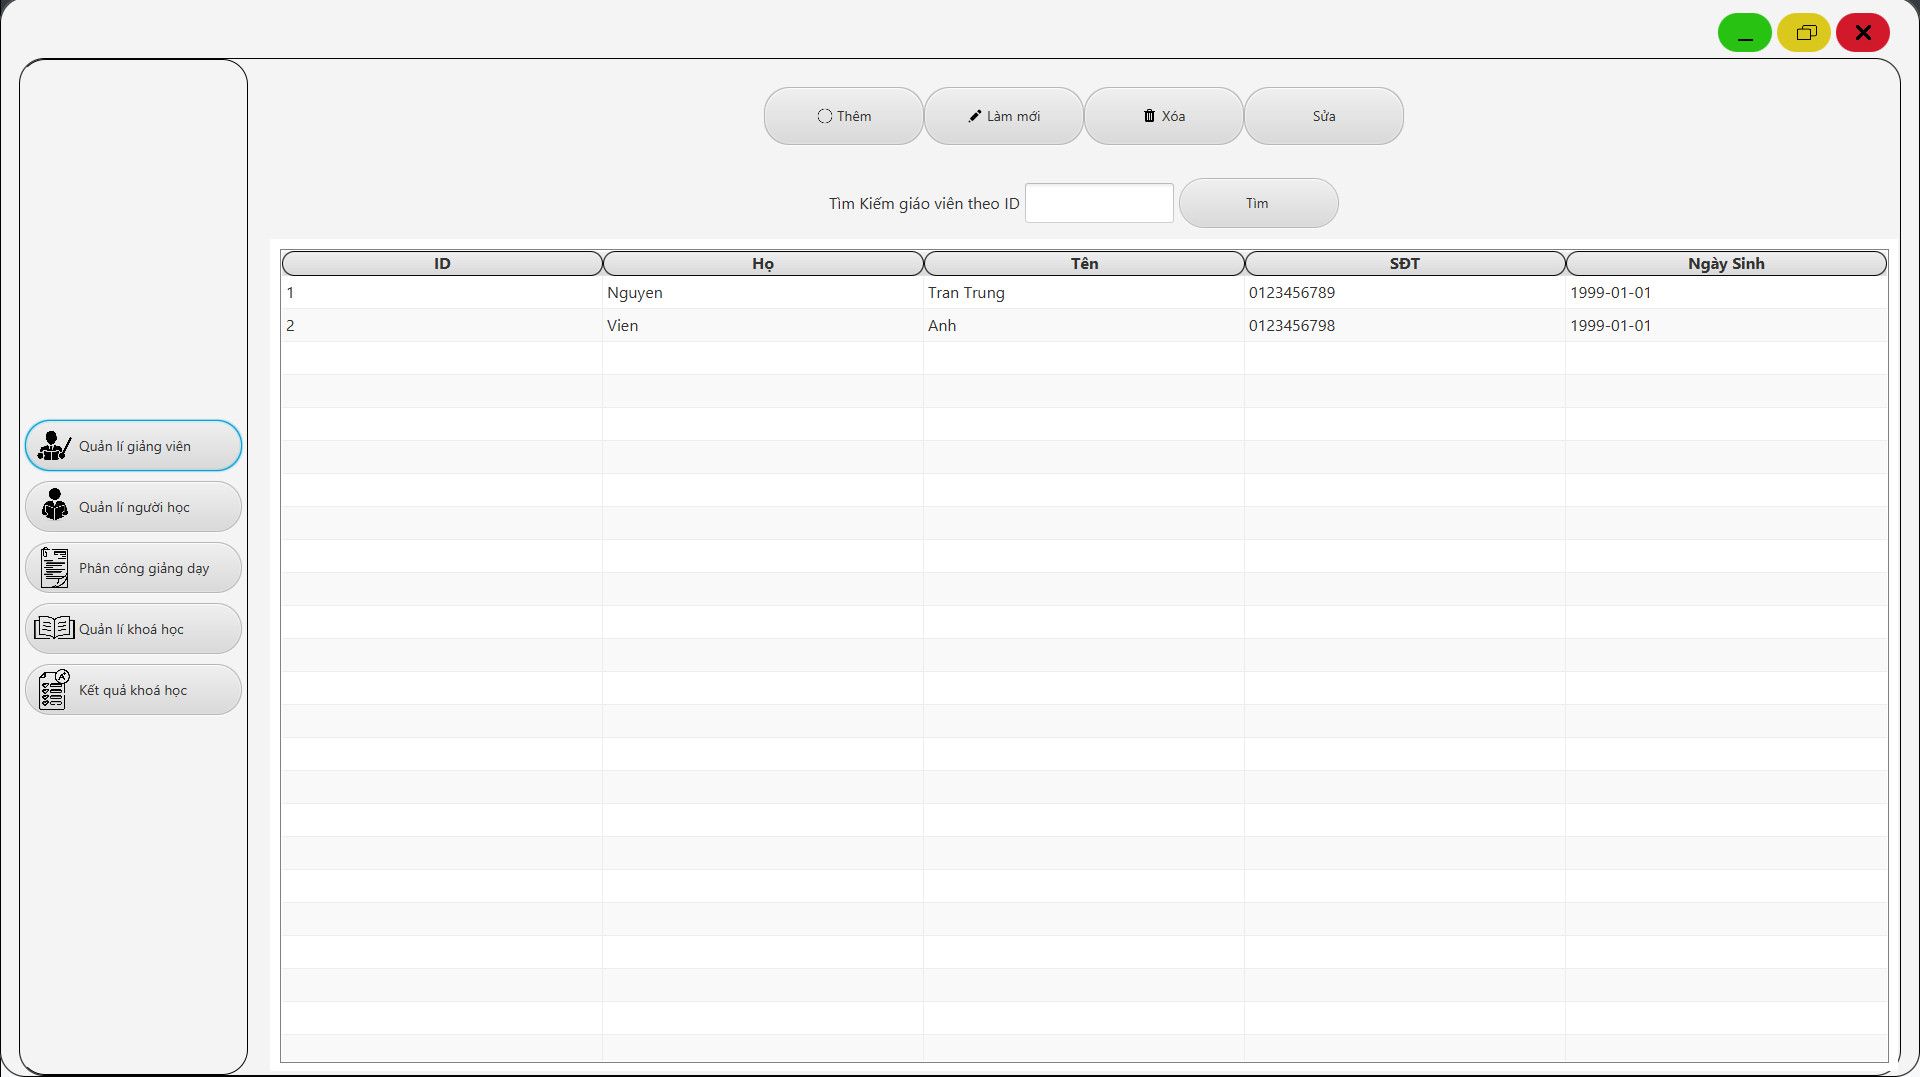 Thêm Làm mới Xóa Sửa
Tìm Kiếm giáo viên theo ID Tìm
Quản lí giảng viên
Quản lí người học
Phân công giảng dạy
Quản lí khoá học
Kết quả khoá học
ID Họ Tên SĐT Ngày Sinh
1 Nguyen Tran Trung 0123456789 1999-01-01
2 Vien Anh 0123456798 1999-01-01